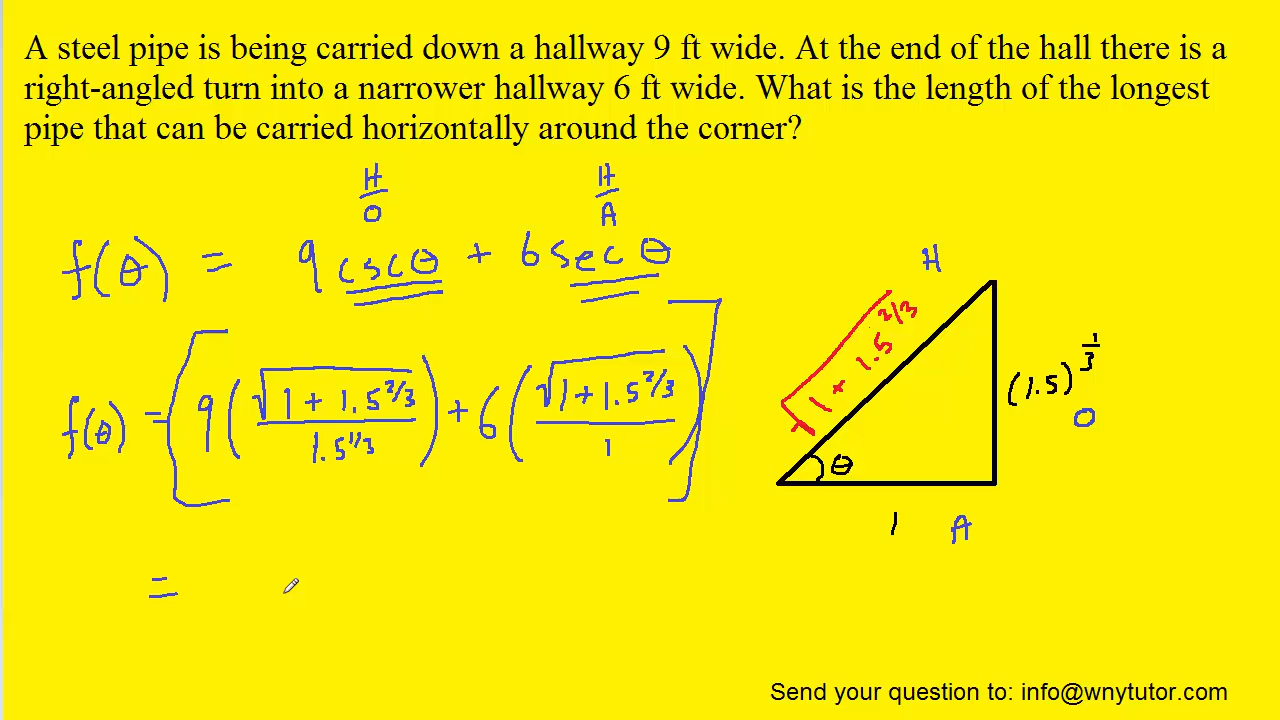 A steel pipe is being carried down a hallway 9 ft wide. At the end of the hall there is a
right-angled turn into a narrower hallway 6 ft wide. What is the length of the longest
pipe that can be carried horizontally around the corner?
H/O H/A
f(θ) = 9 cscθ + 6 sec θ
f(θ) = [9(√(1 + 1.5^2/3)/1.5^1/3) + 6(√(1 + 1.5^2/3)/1)]
=
H
√(1 + 1.5^2/3)
(1.5)^1/3
O
θ
1 A
Send your question to: info@wnytutor.com